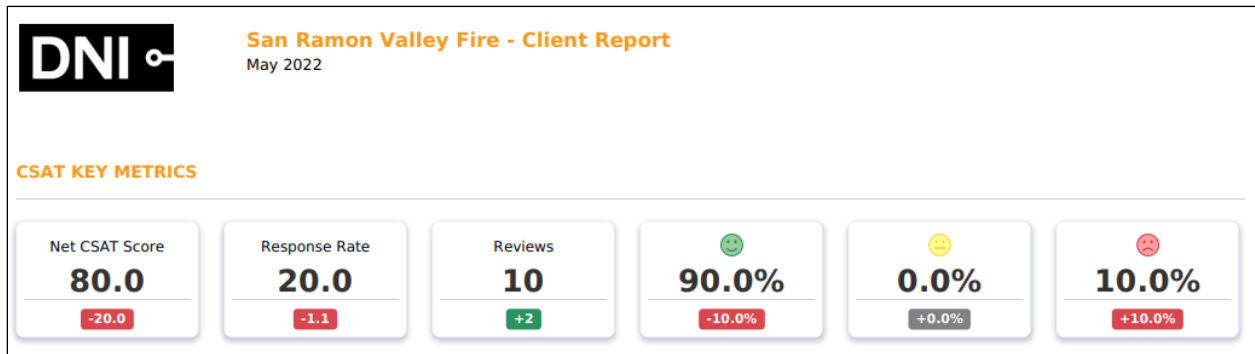 DNI
San Ramon Valley Fire - Client Report
May 2022
CSAT KEY METRICS
Net CSAT Score
80.0
-20.0
Response Rate
20.0
-1.1
Reviews
10
+2
90.0%
-10.0%
0.0%
+0.0%
10.0%
+10.0%